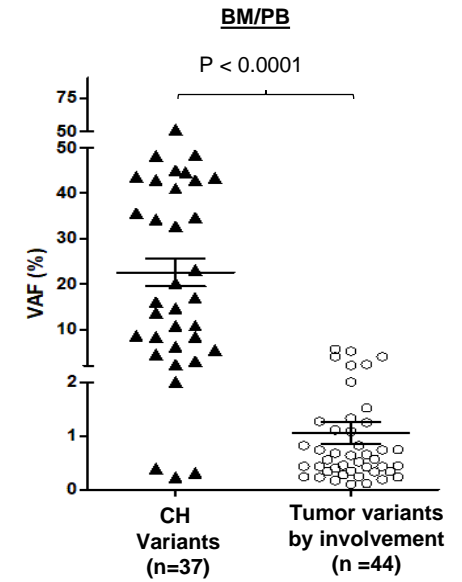 BM/PB
P < 0.0001
75
50
50
40
30
20
10
2
1
0
VAF (%)
CH
Variants
(n=37)
Tumor variants
by involvement
(n =44)